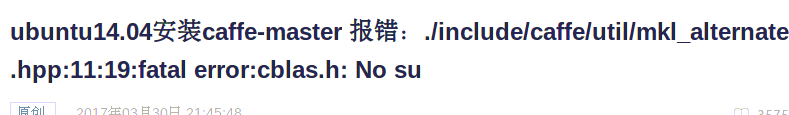 ubuntu14.04安装caffe-master 报错：./include/caffe/util/mkl_alternate
.hpp:11:19:fatal error:cblas.h: No su
原创 2017年03月30日 21:45:48 3575